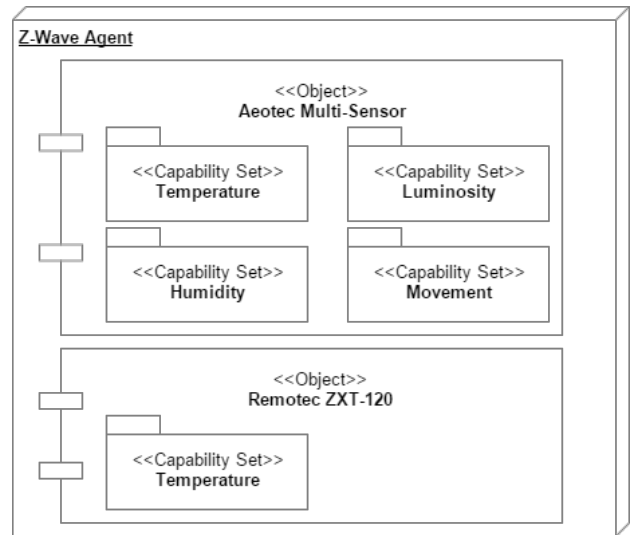 Z-Wave Agent
<<Object>>
Aeotec Multi-Sensor
<<Capability Set>>
Temperature
<<Capability Set>>
Luminosity
<<Capability Set>>
Humidity
<<Capability Set>>
Movement
<<Object>>
Remotec ZXT-120
<<Capability Set>>
Temperature